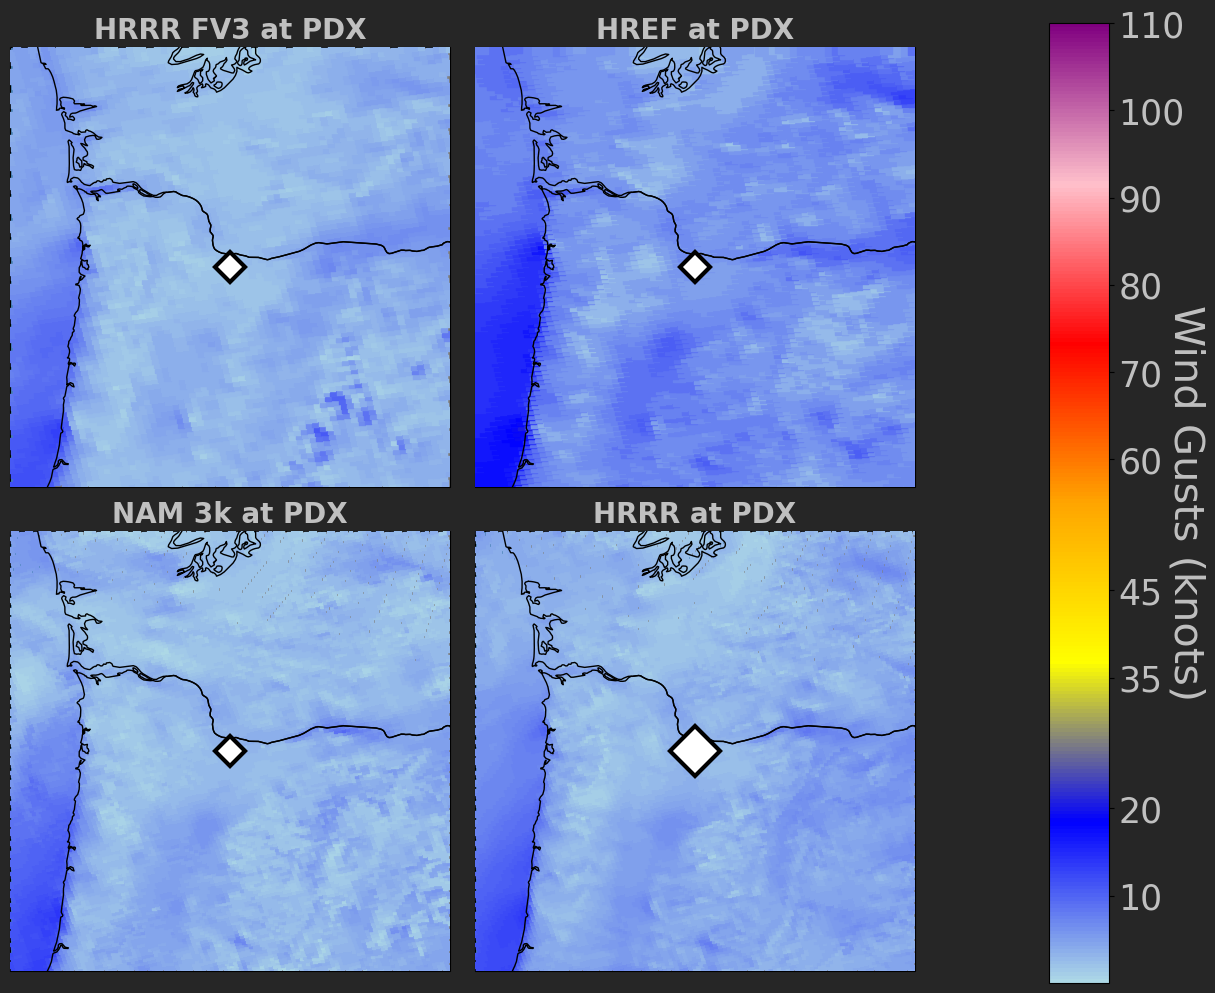 HRRR FV3 at PDX
HREF at PDX
NAM 3k at PDX
HRRR at PDX
110
100
90
80
70
60
45
35
20
10
Wind Gusts (knots)